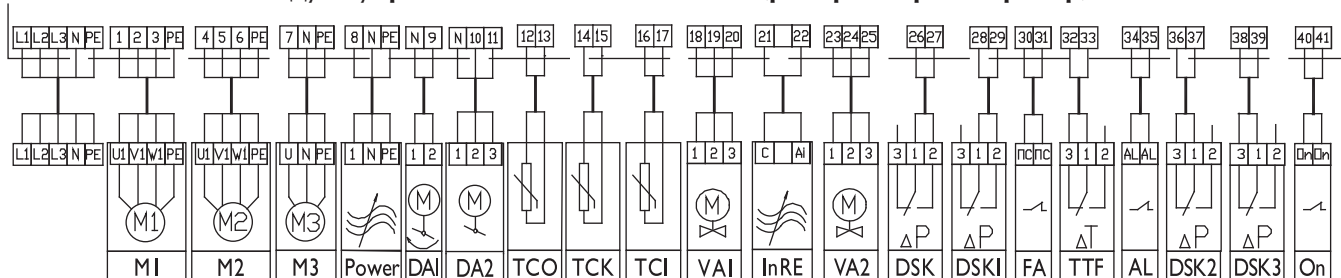 L1 L2 L3 N PE 1 2 3 PE 4 5 6 PE 7 N PE 8 N PE N 9 N 10 11 12 13 14 15 16 17 18 19 20 21 22 23 24 25 26 27 28 29 30 31 32 33 34 35 36 37 38 39 40 41
L1 L2 L3 N PE U1 V1 W1 PE U1 V1 W1 PE U N PE 1 N PE 1 2 1 2 3 1 2 3 C AI 1 2 3 3 1 2 3 1 2 ПС ПС 3 1 2 AL AL 3 1 2 3 1 2 On On
M1 M2 M3 M M M M ΔP ΔP ΔT ΔP ΔP
M1 M2 M3 Power DA1 DA2 TCO TCK TCI VA1 InRE VA2 DSK DSK1 FA TTF AL DSK2 DSK3 On